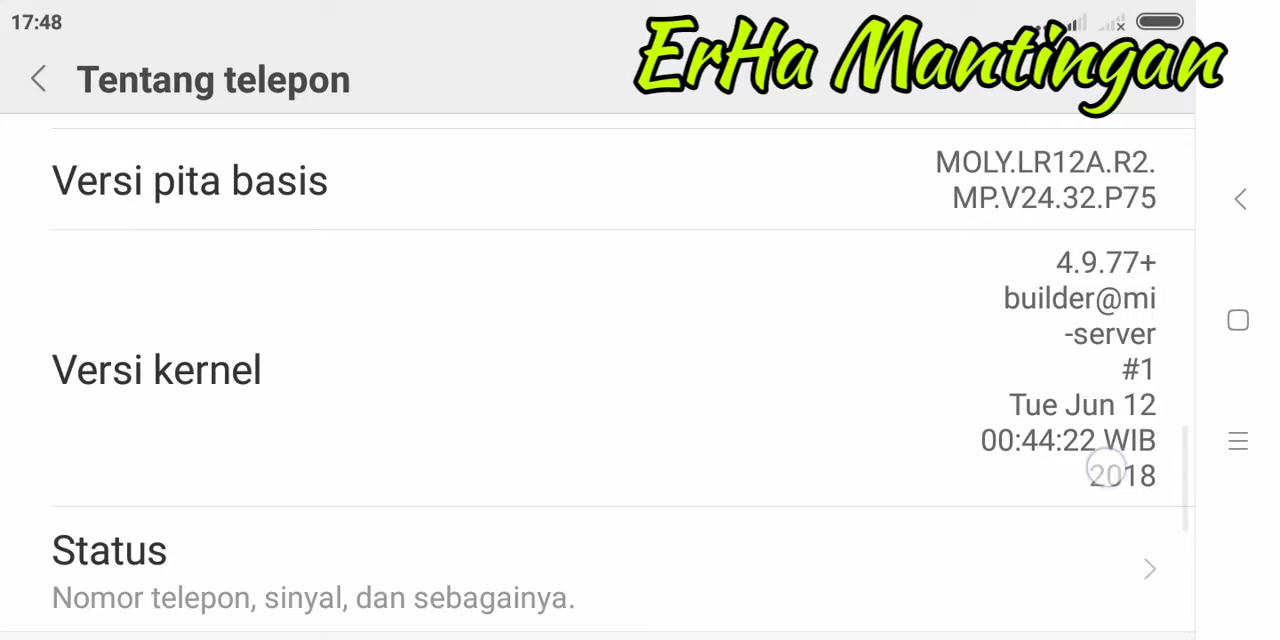 17:48
ErHa Mantingan
Tentang telepon
Versi pita basis
MOLY.LR12A.R2.
MP.V24.32.P75
Versi kernel
4.9.77+
builder@mi
-server
#1
Tue Jun 12
00:44:22 WIB
2018
Status
Nomor telepon, sinyal, dan sebagainya.